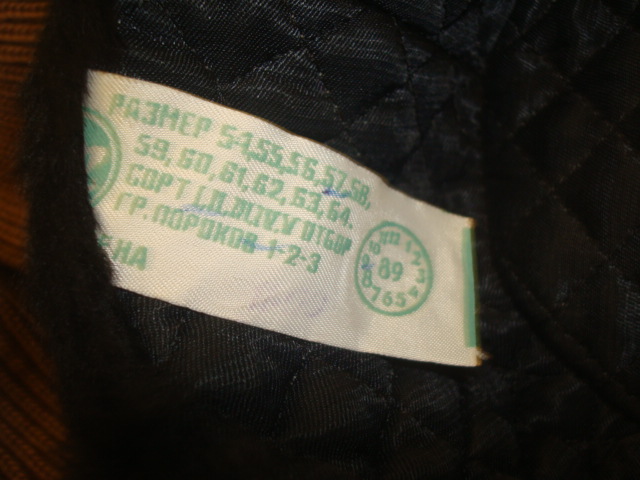 РАЗМЕР 54,55,56,57,58,
59,60,61,62,63,64.
СОРТ I,II,III,IV,V ОТБОР
ГР. ПОРОКОВ 1-2-3
ЕНА
89